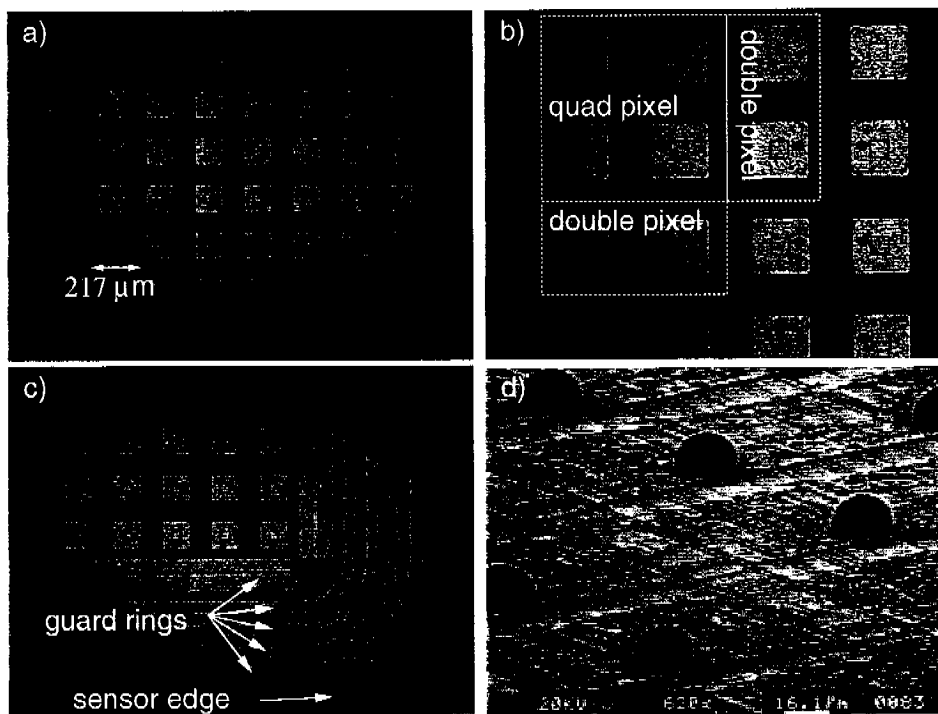 a)
217 µm
b)
quad pixel
double pixel
double pixel
c)
guard rings
sensor edge
d)
20kV 620x 16.1µm 0083